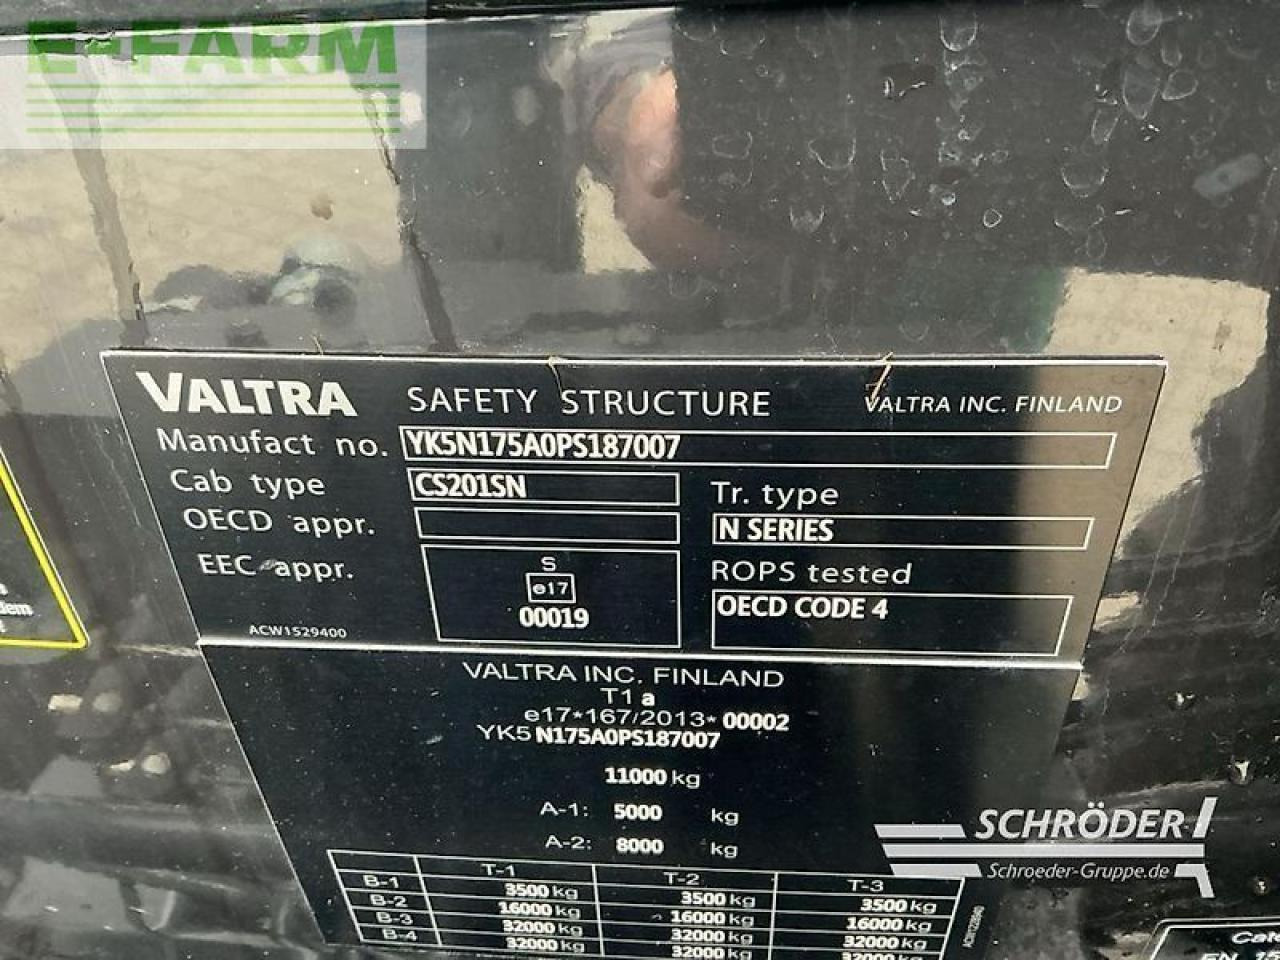 E-FARM
VALTRA SAFETY STRUCTURE VALTRA INC. FINLAND
Manufact no. YK5N175A0PS187007
Cab type CS201SN
Tr. type
OECD appr.
N SERIES
EEC appr. S
e17
00019
ROPS tested
OECD CODE 4
ACW1529400
VALTRA INC. FINLAND
T1 a
e17*167/2013* 00002
YK5 N175A0PS187007
11000 kg
A-1: 5000 kg
A-2: 8000 kg
T-1 T-2 T-3
B-1 3500 kg 3500 kg 3500 kg
B-2 16000 kg 16000 kg 16000 kg
B-3 32000 kg 32000 kg 32000 kg
B-4 32000 kg 32000 kg 32000 kg
SCHRÖDER
Schroeder-Gruppe.de